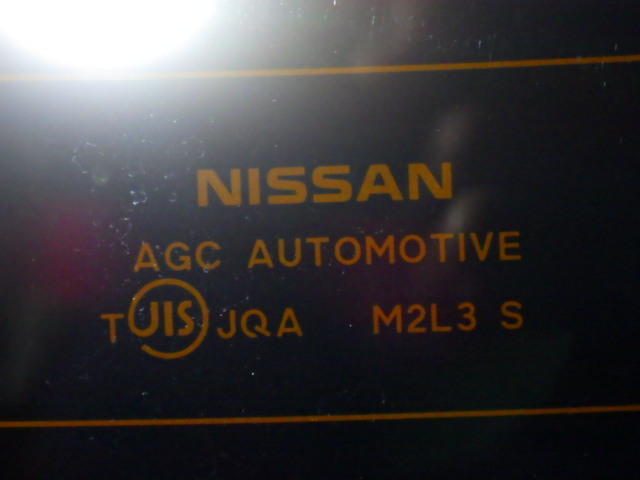 NISSAN
AGC AUTOMOTIVE
T JIS JQA M2L3 S